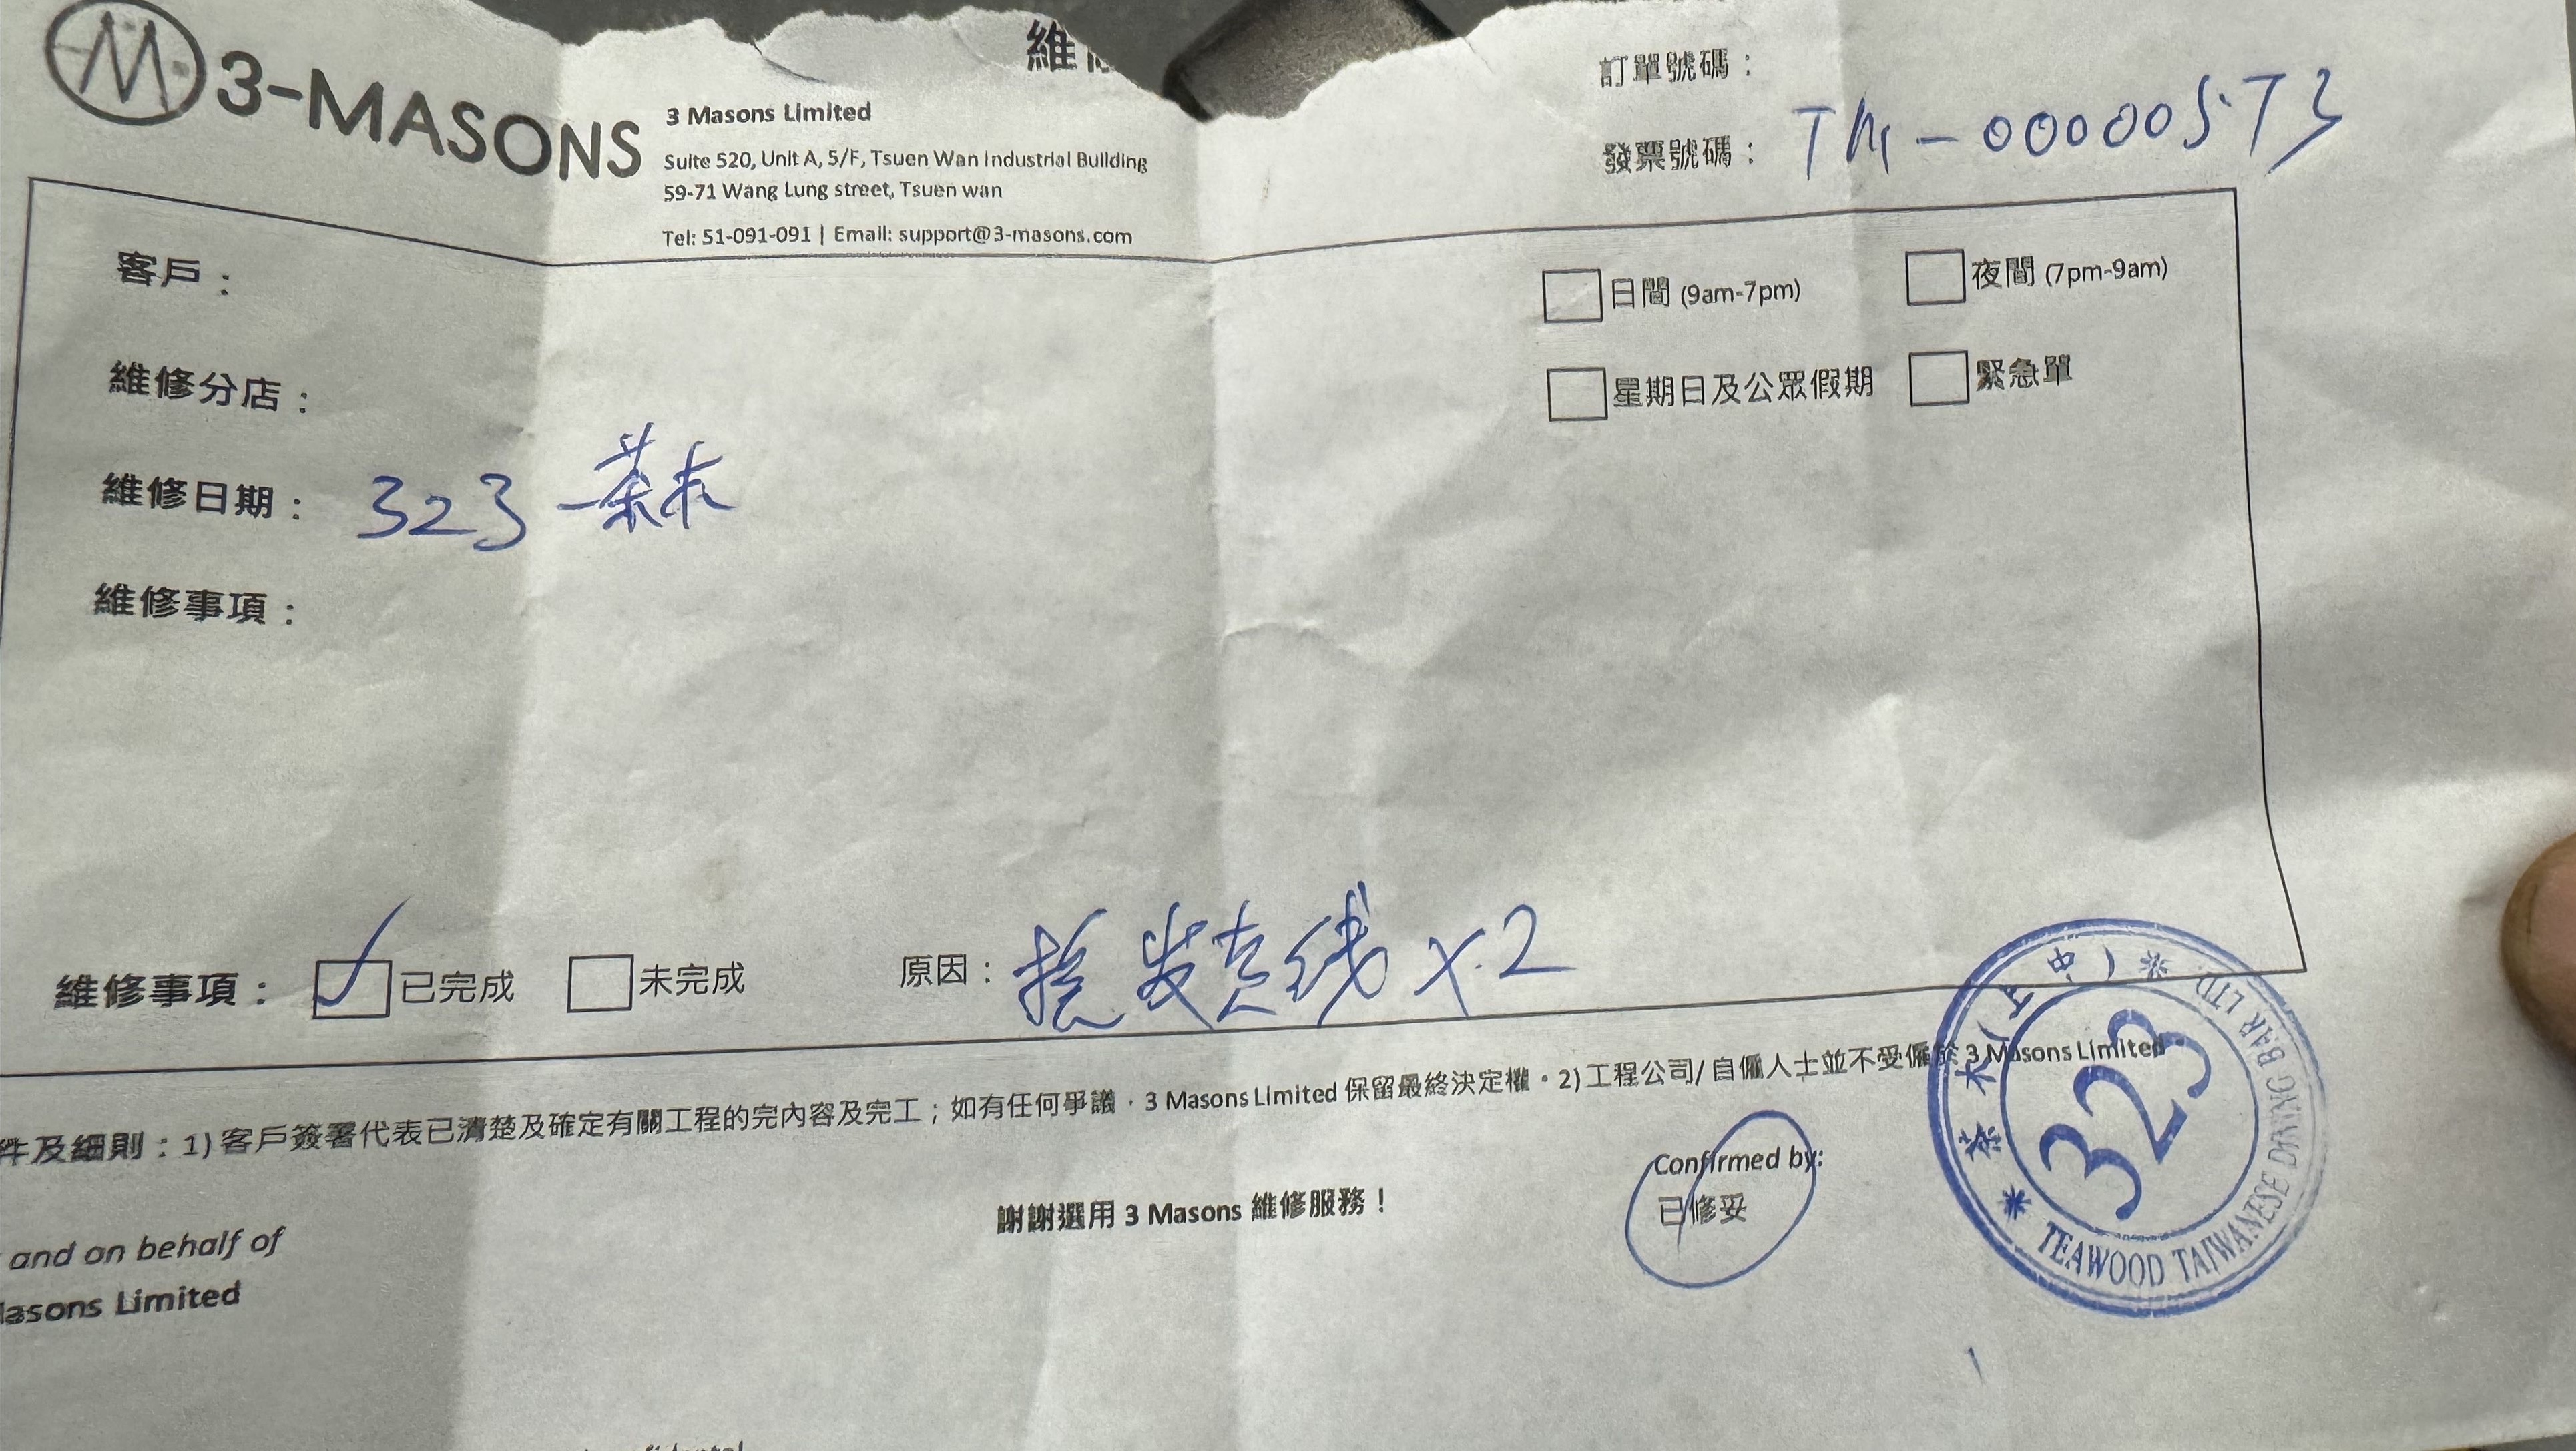 3-MASONS
維修
3 Masons Limited
Suite 520, Unit A, 5/F, Tsuen Wan Industrial Building
59-71 Wang Lung street, Tsuen wan
Tel: 51-091-091 | Email: support@3-masons.com
訂單號碼：
發票號碼：
客戶：
日間 (9am-7pm)
夜間 (7pm-9am)
維修分店：
星期日及公眾假期
緊急單
維修日期： 323 茶木
維修事項：
維修事項： 已完成 未完成 原因： 线 x2
件及細則：1) 客戶簽署代表已清楚及確定有關工程的完內容及完工；如有任何爭議，3 Masons Limited 保留最終決定權。2) 工程公司/ 自僱人士並不受僱於 3 Masons Limited
謝謝選用 3 Masons 維修服務！
Confirmed by:
已修妥
and on behalf of
Masons Limited
茶木
323
TEAWOOD TAIWANESE DINING BAR LTD.